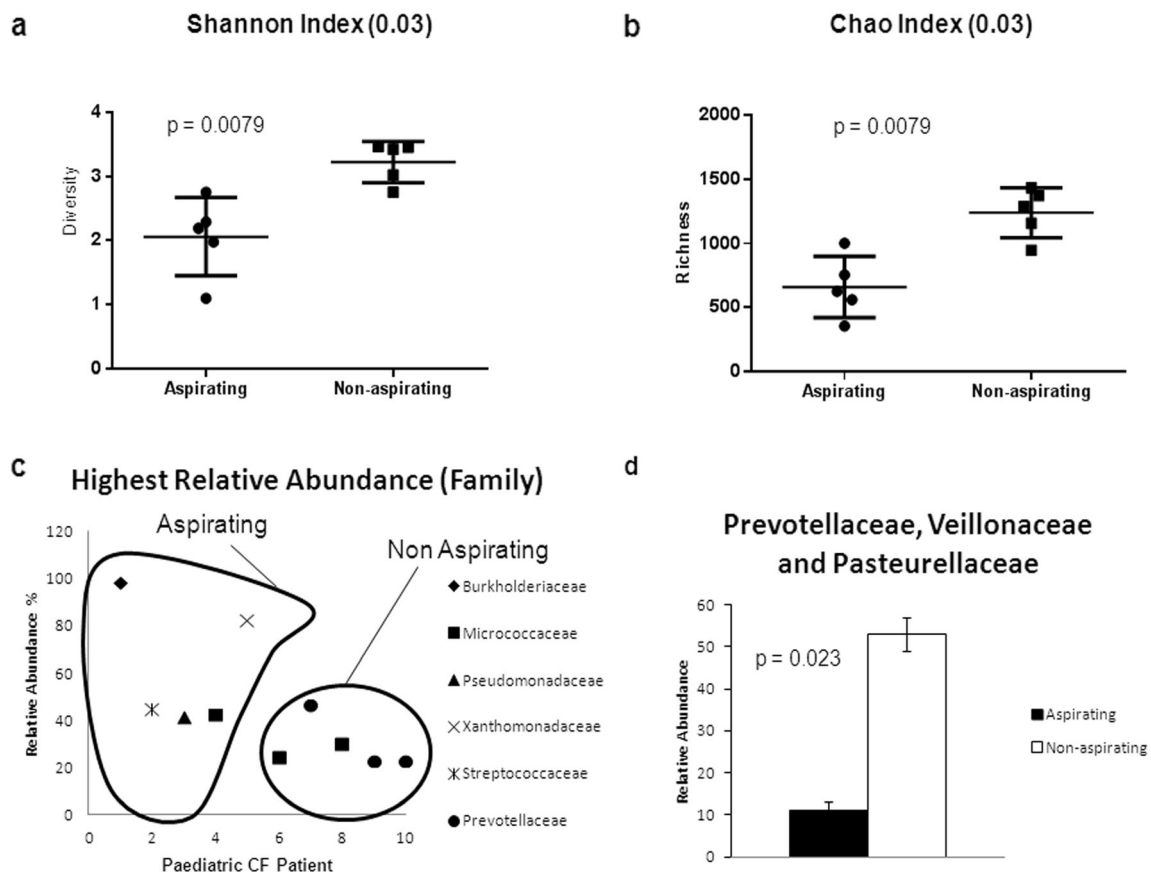 a
Shannon Index (0.03)
4
3
2
1
0
Diversity
p = 0.0079
Aspirating
Non-aspirating
b
Chao Index (0.03)
2000
1500
1000
500
0
Richness
p = 0.0079
Aspirating
Non-aspirating
c
Highest Relative Abundance (Family)
Aspirating
Non Aspirating
120
100
80
60
40
20
0
Relative Abundance %
0 2 4 6 8 10
Paediatric CF Patient
Burkholderiaceae
Micrococcaceae
Pseudomonadaceae
Xanthomonadaceae
Streptococcaceae
Prevotellaceae
d
Prevotellaceae, Veillonaceae
and Pasteurellaceae
60
50
40
30
20
10
0
Relative Abundance
p = 0.023
Aspirating
Non-aspirating